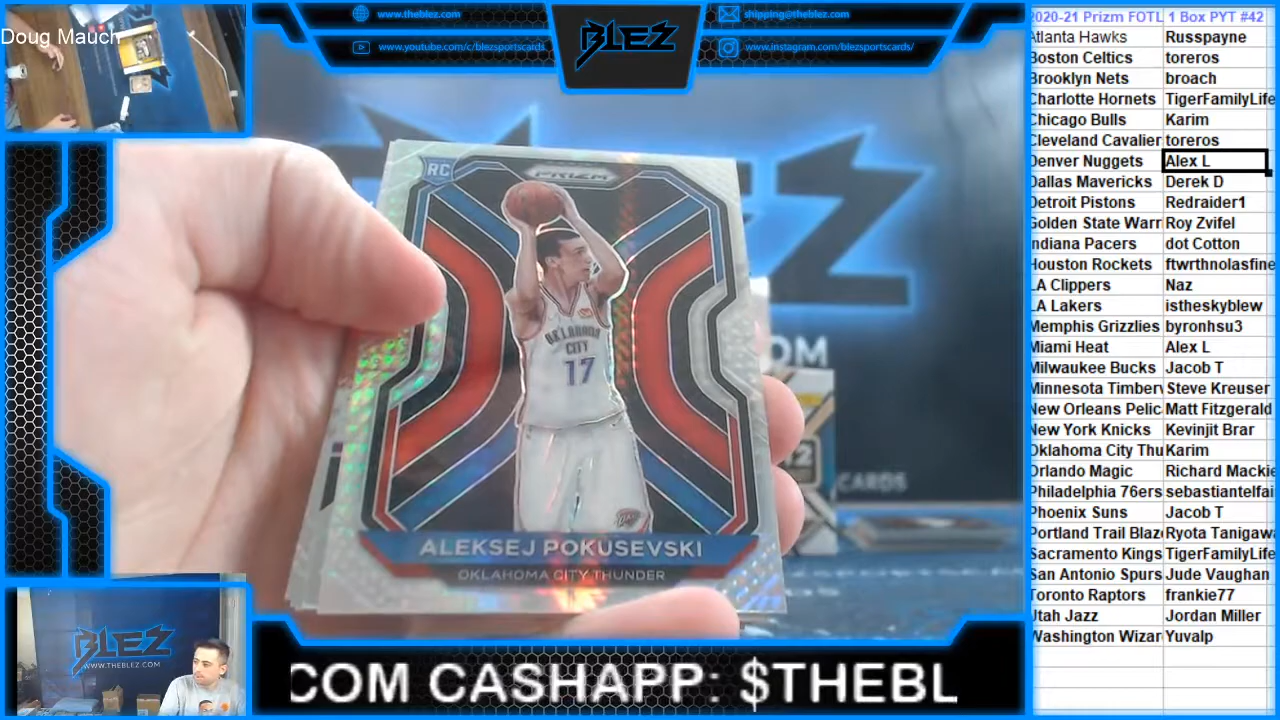 Doug Mauch
www.theblez.com
www.youtube.com/c/blezsportscards
BLEZ
shipping@theblez.com
www.instagram.com/blezsportscards/
RC
PRIZM
OKLAHOMA
CITY
17
ALEKSEJ POKUSEVSKI
OKLAHOMA CITY THUNDER
OM
CARDS
BLEZ
WWW.THEBLEZ.COM
COM CASHAPP: $THEBL
2020-21 Prizm FOTL 1 Box PYT #42
Atlanta Hawks Russpayne
Boston Celtics toreros
Brooklyn Nets broach
Charlotte Hornets TigerFamilyLife
Chicago Bulls Karim
Cleveland Cavalier toreros
Denver Nuggets Alex L
Dallas Mavericks Derek D
Detroit Pistons Redraider1
Golden State Warr Roy Zvifel
Indiana Pacers dot Cotton
Houston Rockets ftwrthnolasfine
LA Clippers Naz
LA Lakers istheskyblew
Memphis Grizzlies byronhsu3
Miami Heat Alex L
Milwaukee Bucks Jacob T
Minnesota Timberv Steve Kreuser
New Orleans Pelic Matt Fitzgerald
New York Knicks Kevinjit Brar
Oklahoma City Thu Karim
Orlando Magic Richard Mackie
Philadelphia 76ers sebastiantelfai
Phoenix Suns Jacob T
Portland Trail Blaz Ryota Tanigaw
Sacramento Kings TigerFamilyLife
San Antonio Spurs Jude Vaughan
Toronto Raptors frankie77
Utah Jazz Jordan Miller
Washington Wizar Yuvalp